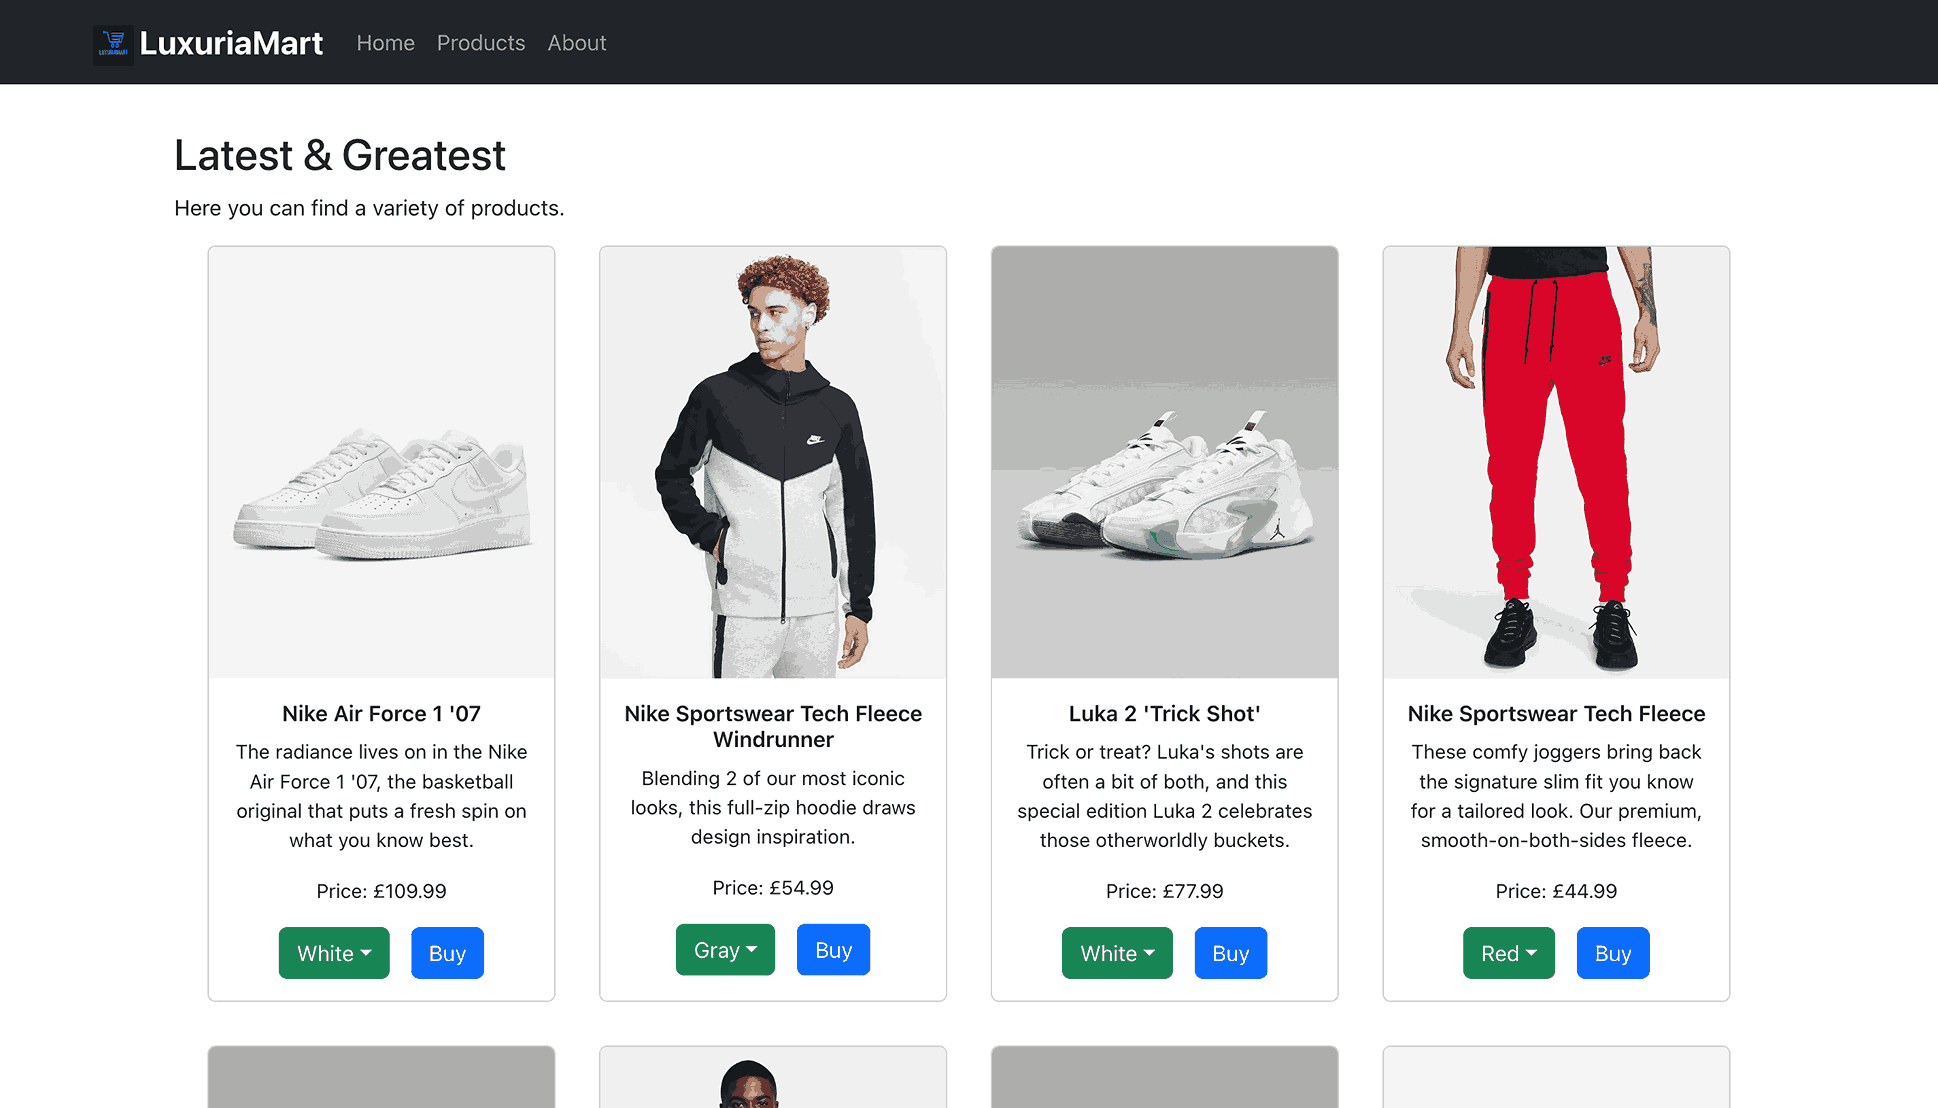 LuxuriaMart
Home
Products
About
Latest & Greatest
Here you can find a variety of products.
Nike Air Force 1 '07
The radiance lives on in the Nike
Air Force 1 '07, the basketball
original that puts a fresh spin on
what you know best.
Price: £109.99
White
Buy
Nike Sportswear Tech Fleece
Windrunner
Blending 2 of our most iconic
looks, this full-zip hoodie draws
design inspiration.
Price: £54.99
Gray
Buy
Luka 2 'Trick Shot'
Trick or treat? Luka's shots are
often a bit of both, and this
special edition Luka 2 celebrates
those otherworldly buckets.
Price: £77.99
White
Buy
Nike Sportswear Tech Fleece
These comfy joggers bring back
the signature slim fit you know
for a tailored look. Our premium,
smooth-on-both-sides fleece.
Price: £44.99
Red
Buy